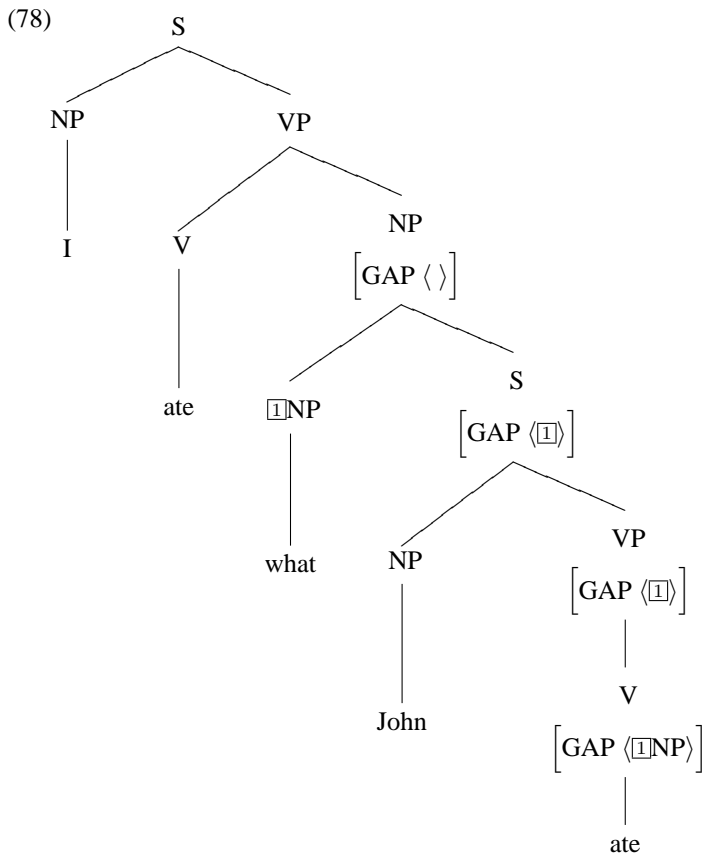 (78)
S
NP VP
I V NP
[GAP ⟨ ⟩]
ate 1NP S
[GAP ⟨1⟩]
what NP VP
[GAP ⟨1⟩]
John V
[GAP ⟨1NP⟩]
ate